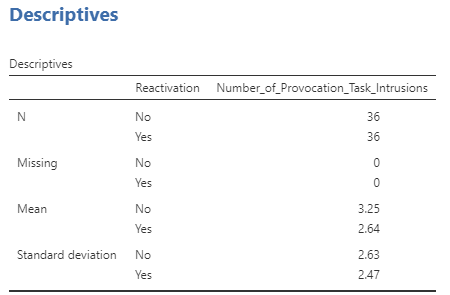 Descriptives
Descriptives
Reactivation Number_of_Provocation_Task_Intrusions
N No 36
Yes 36
Missing No 0
Yes 0
Mean No 3.25
Yes 2.64
Standard deviation No 2.63
Yes 2.47